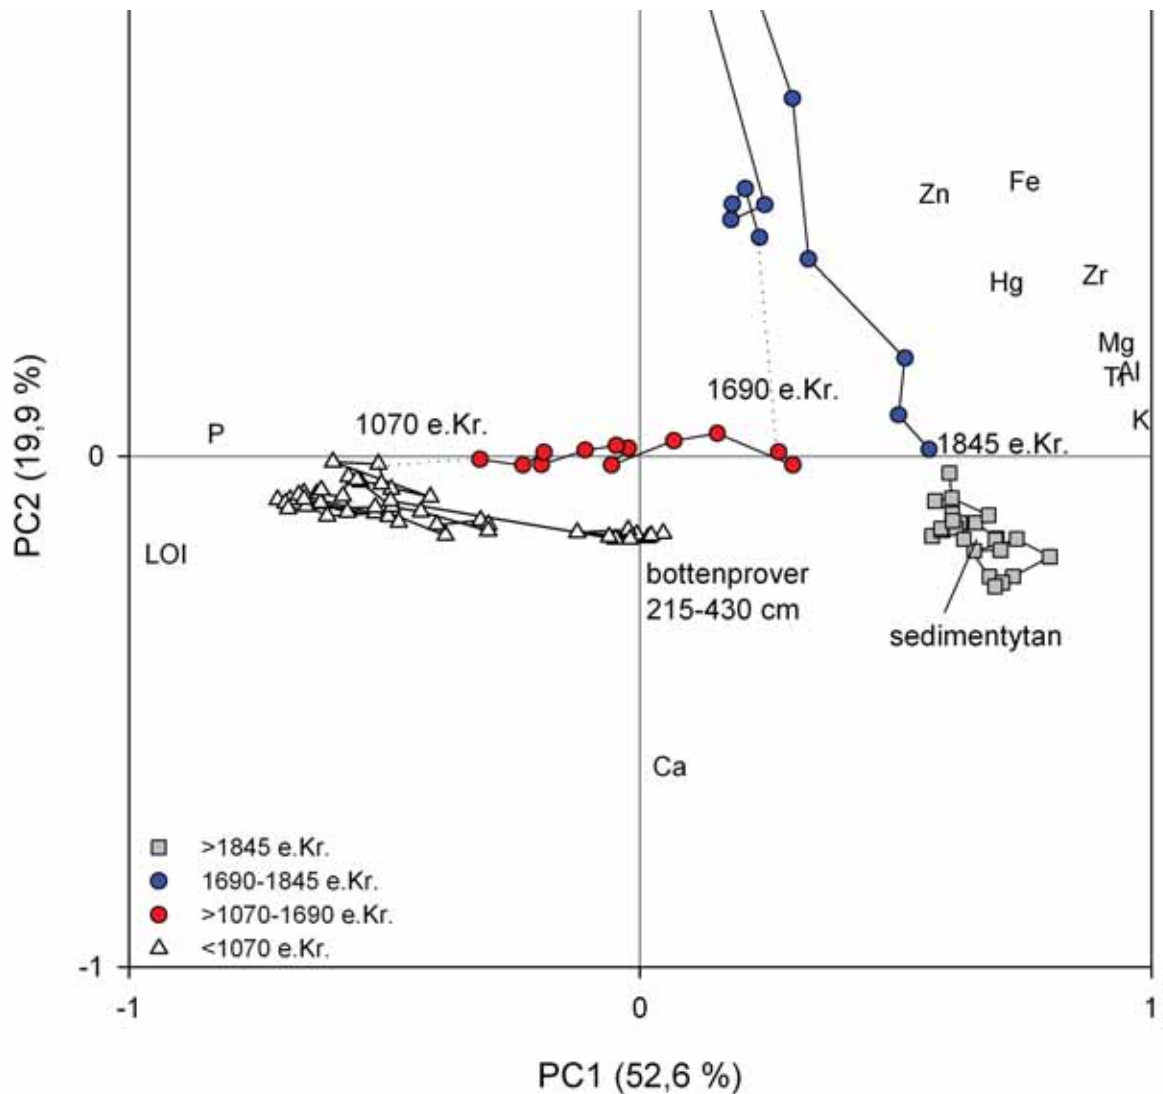 Zn
Fe
Hg
Zr
Mg
Al
Ti
K
1690 e.Kr.
1070 e.Kr.
P
1845 e.Kr.
0
PC2 (19,9 %)
LOI
bottenprover
215-430 cm
sedimentytan
Ca
>1845 e.Kr.
1690-1845 e.Kr.
>1070-1690 e.Kr.
<1070 e.Kr.
-1
-1
0
1
PC1 (52,6 %)